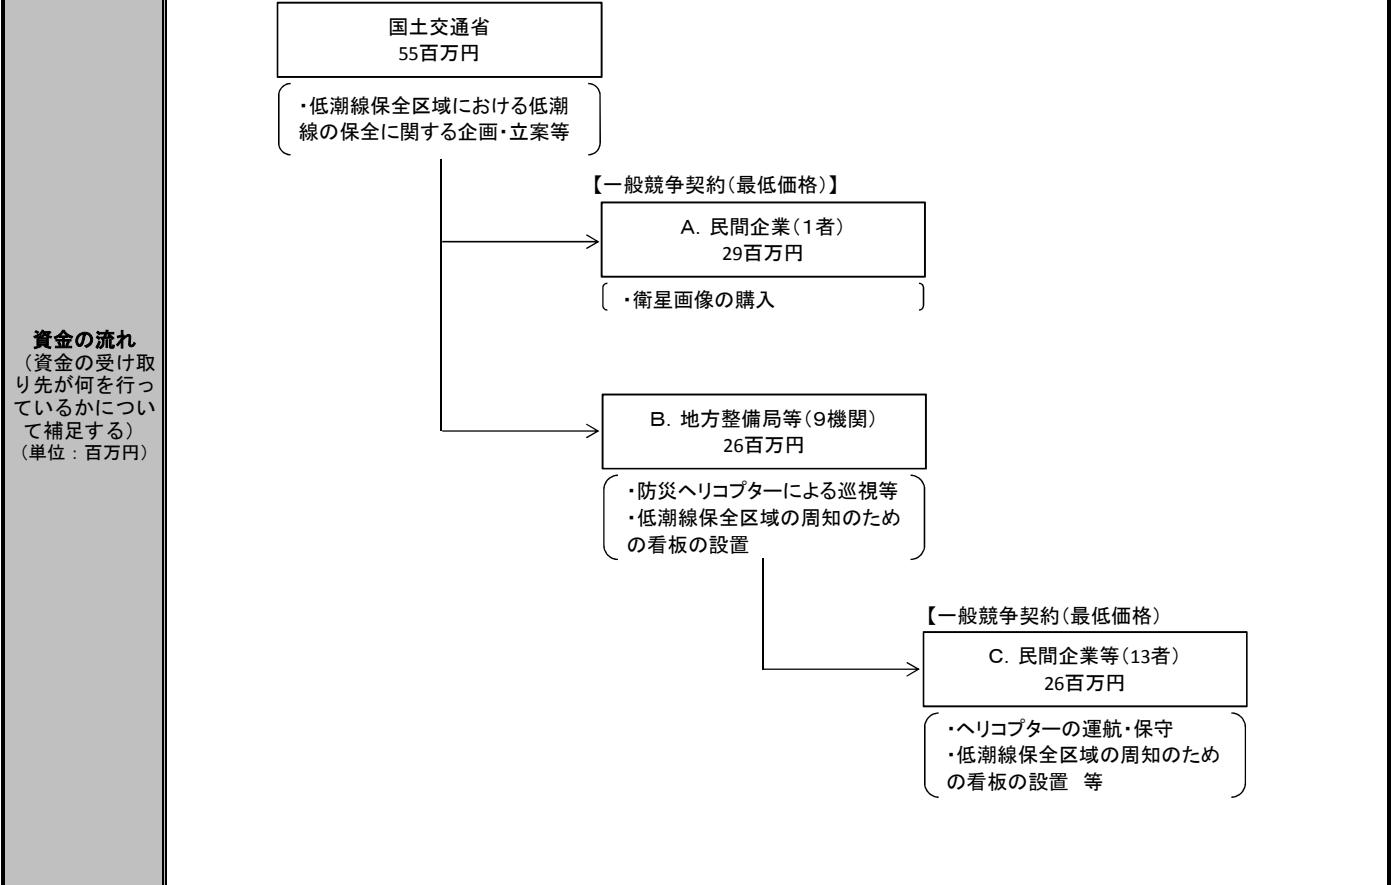 資金の流れ
（資金の受け取
り先が何を行っ
ているかについ
て補足する）
（単位：百万円）
国土交通省
55百万円
・低潮線保全区域における低潮
線の保全に関する企画・立案等
【一般競争契約（最低価格）】
Ａ．民間企業（１者）
29百万円
・衛星画像の購入
Ｂ．地方整備局等（９機関）
26百万円
・防災ヘリコプターによる巡視等
・低潮線保全区域の周知のため
の看板の設置
【一般競争契約（最低価格）
Ｃ．民間企業等（13者）
26百万円
・ヘリコプターの運航・保守
・低潮線保全区域の周知のため
の看板の設置　等